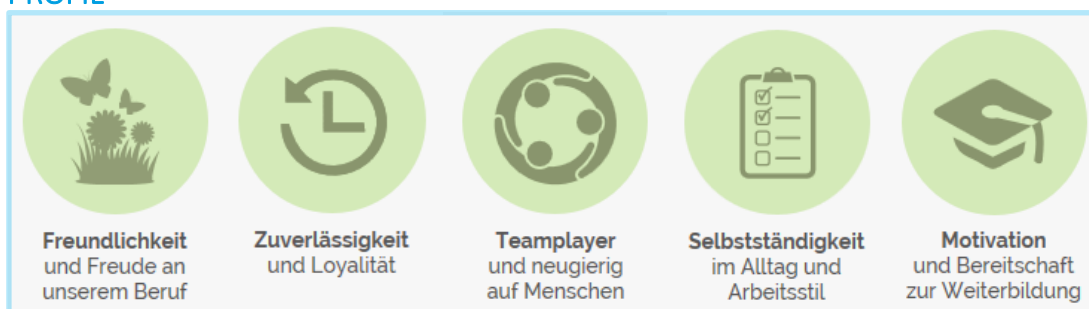 PROFIL
Freundlichkeit
und Freude an
unserem Beruf
Zuverlässigkeit
und Loyalität
Teamplayer
und neugierig
auf Menschen
Selbstständigkeit
im Alltag und
Arbeitsstil
Motivation
und Bereitschaft
zur Weiterbildung